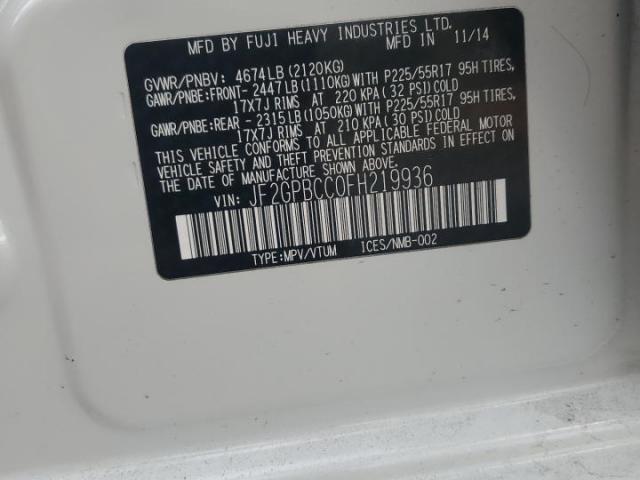 MFD BY FUJI HEAVY INDUSTRIES LTD.
MFD IN 11/14
GVWR/PNBV: 4674LB(2120KG)
GAWR/PNBE:FRONT- 2447LB(1110KG)WITH P225/55R17 95H TIRES,
17X7J RIMS AT 220 KPA( 32 PSI)COLD
GAWR/PNBE:REAR - 2315LB(1050KG)WITH P225/55R17 95H TIRES,
17X7J RIMS AT 210 KPA( 30 PSI)COLD
THIS VEHICLE CONFORMS TO ALL APPLICABLE FEDERAL MOTOR
VEHICLE SAFETY AND THEFT PREVENTION STANDARDS IN EFFECT ON
THE DATE OF MANUFACTURE SHOWN ABOVE.
VIN: JF2GPBCC0FH219936
TYPE:MPV/VTUM ICES/NMB-002